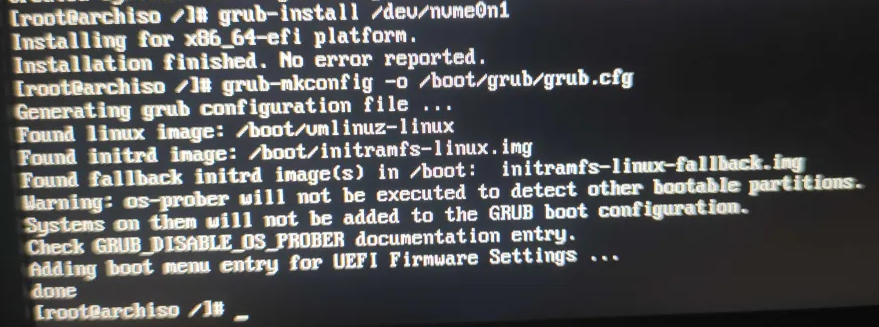 [root@archiso /]# grub-install /dev/nvme0n1
Installing for x86_64-efi platform.
Installation finished. No error reported.
[root@archiso /]# grub-mkconfig -o /boot/grub/grub.cfg
Generating grub configuration file ...
Found linux image: /boot/vmlinuz-linux
Found initrd image: /boot/initramfs-linux.img
Found fallback initrd image(s) in /boot:  initramfs-linux-fallback.img
Warning: os-prober will not be executed to detect other bootable partitions.
Systems on them will not be added to the GRUB boot configuration.
Check GRUB_DISABLE_OS_PROBER documentation entry.
Adding boot menu entry for UEFI Firmware Settings ...
done
[root@archiso /]# _